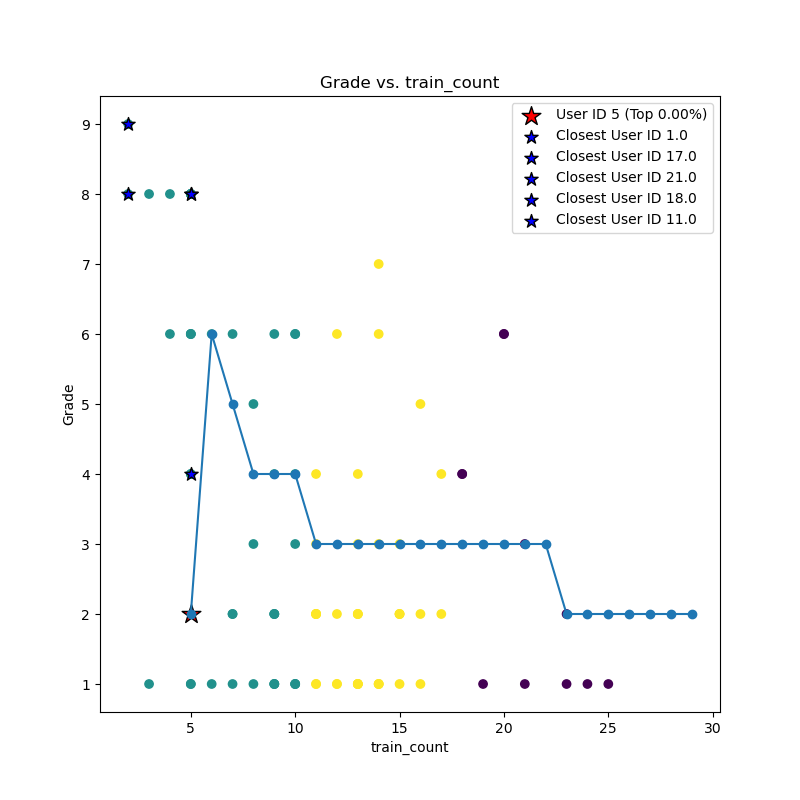 Grade vs. train_count
User ID 5 (Top 0.00%)
Closest User ID 1.0
Closest User ID 17.0
Closest User ID 21.0
Closest User ID 18.0
Closest User ID 11.0
9
8
7
6
5
4
3
2
1
Grade
5 10 15 20 25 30
train_count